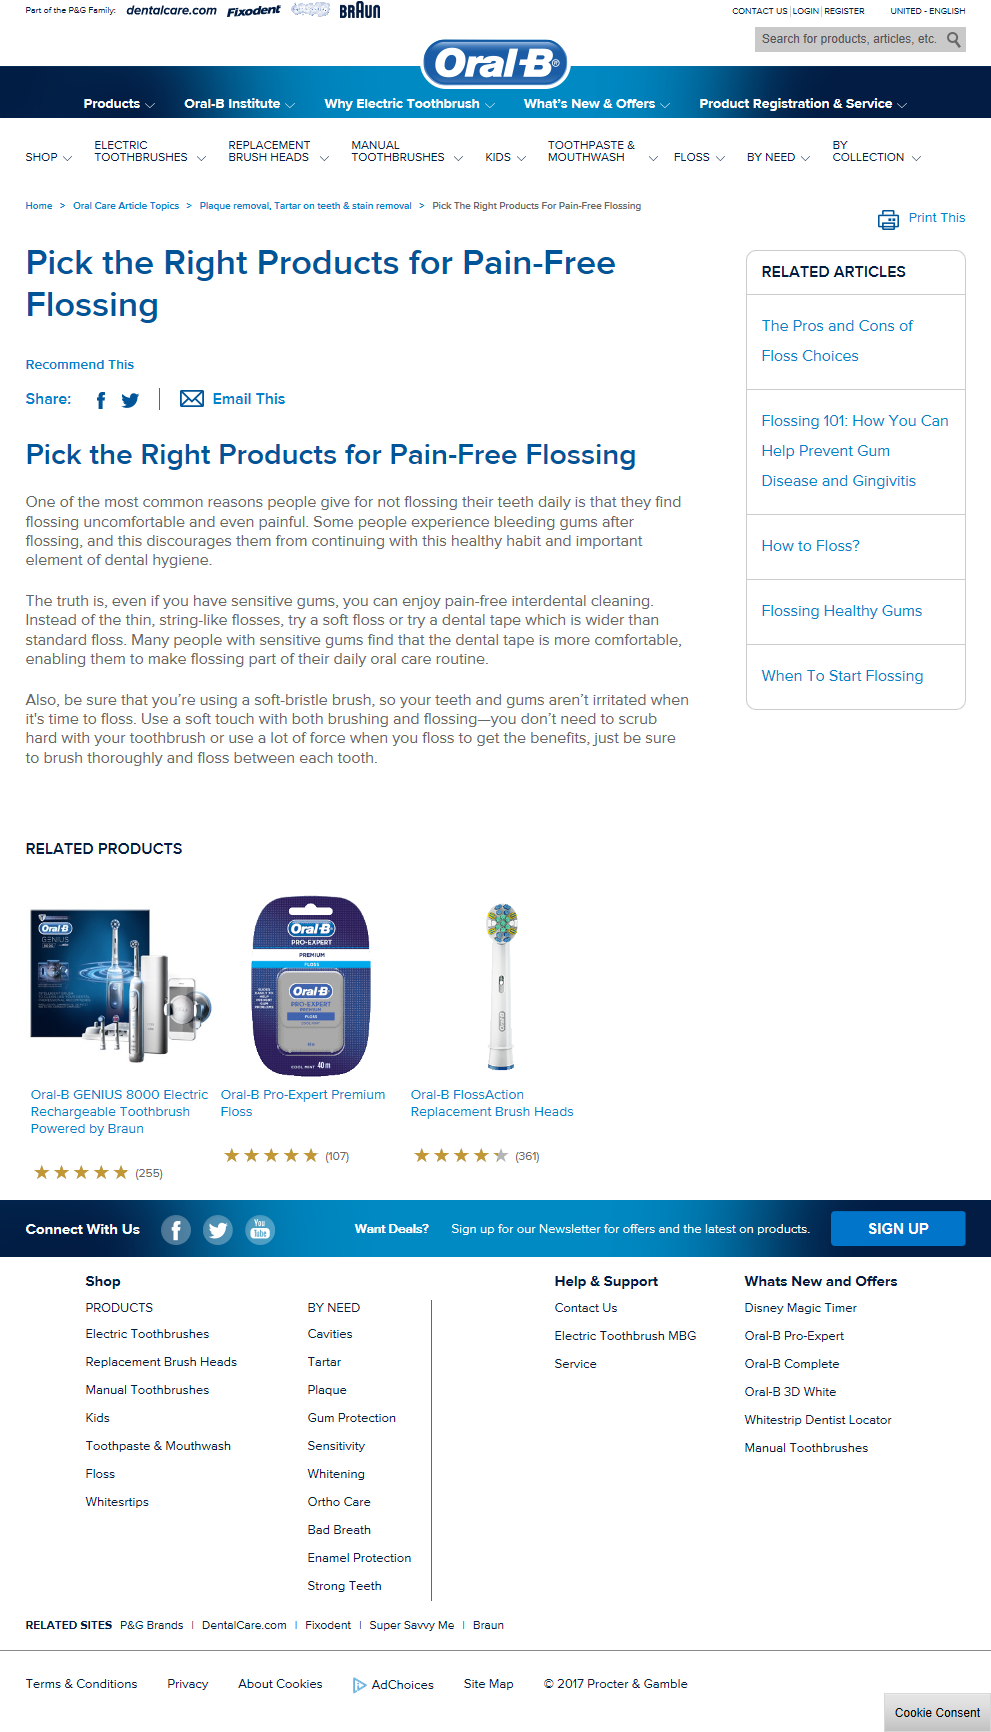 Part of the P&G Family: dentalcare.com Fixodent BRAUN
CONTACT US | LOGIN | REGISTER UNITED - ENGLISH
Search for products, articles, etc.
Oral-B®
Products Oral-B Institute Why Electric Toothbrush What's New & Offers Product Registration & Service
SHOP ELECTRIC TOOTHBRUSHES REPLACEMENT BRUSH HEADS MANUAL TOOTHBRUSHES KIDS TOOTHPASTE & MOUTHWASH FLOSS BY NEED BY COLLECTION
Home > Oral Care Article Topics > Plaque removal, Tartar on teeth & stain removal > Pick The Right Products For Pain-Free Flossing
Print This
Pick the Right Products for Pain-Free
Flossing
Recommend This
Share: Email This
Pick the Right Products for Pain-Free Flossing
One of the most common reasons people give for not flossing their teeth daily is that they find
flossing uncomfortable and even painful. Some people experience bleeding gums after
flossing, and this discourages them from continuing with this healthy habit and important
element of dental hygiene.
The truth is, even if you have sensitive gums, you can enjoy pain-free interdental cleaning.
Instead of the thin, string-like flosses, try a soft floss or try a dental tape which is wider than
standard floss. Many people with sensitive gums find that the dental tape is more comfortable,
enabling them to make flossing part of their daily oral care routine.
Also, be sure that you're using a soft-bristle brush, so your teeth and gums aren't irritated when
it's time to floss. Use a soft touch with both brushing and flossing—you don't need to scrub
hard with your toothbrush or use a lot of force when you floss to get the benefits, just be sure
to brush thoroughly and floss between each tooth.
RELATED ARTICLES
The Pros and Cons of
Floss Choices
Flossing 101: How You Can
Help Prevent Gum
Disease and Gingivitis
How to Floss?
Flossing Healthy Gums
When To Start Flossing
RELATED PRODUCTS
Oral-B
GENIUS
Oral-B
PRO-EXPERT
PREMIUM
FLOSS
Oral-B
PRO-EXPERT
PREMIUM
FLOSS
COOL MINT
COOL MINT 40m
Oral-B GENIUS 8000 Electric
Rechargeable Toothbrush
Powered by Braun
(255)
Oral-B Pro-Expert Premium
Floss
(107)
Oral-B FlossAction
Replacement Brush Heads
(361)
Connect With Us You Tube Want Deals? Sign up for our Newsletter for offers and the latest on products. SIGN UP
Shop
PRODUCTS
Electric Toothbrushes
Replacement Brush Heads
Manual Toothbrushes
Kids
Toothpaste & Mouthwash
Floss
Whitesrtips
BY NEED
Cavities
Tartar
Plaque
Gum Protection
Sensitivity
Whitening
Ortho Care
Bad Breath
Enamel Protection
Strong Teeth
Help & Support
Contact Us
Electric Toothbrush MBG
Service
Whats New and Offers
Disney Magic Timer
Oral-B Pro-Expert
Oral-B Complete
Oral-B 3D White
Whitestrip Dentist Locator
Manual Toothbrushes
RELATED SITES P&G Brands | DentalCare.com | Fixodent | Super Savvy Me | Braun
Terms & Conditions Privacy About Cookies AdChoices Site Map © 2017 Procter & Gamble
Cookie Consent